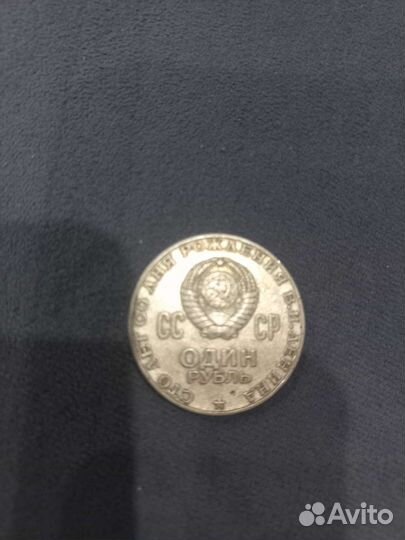 СТО ЛЕТ СО ДНЯ РОЖДЕНИЯ В.И.ЛЕНИНА
СС СР
ОДИН
РУБЛЬ
Avito